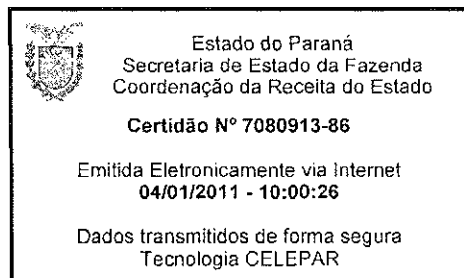 Estado do Paraná
Secretaria de Estado da Fazenda
Coordenação da Receita do Estado
Certidão Nº 7080913-86
Emitida Eletronicamente via Internet
04/01/2011 - 10:00:26
Dados transmitidos de forma segura
Tecnologia CELEPAR